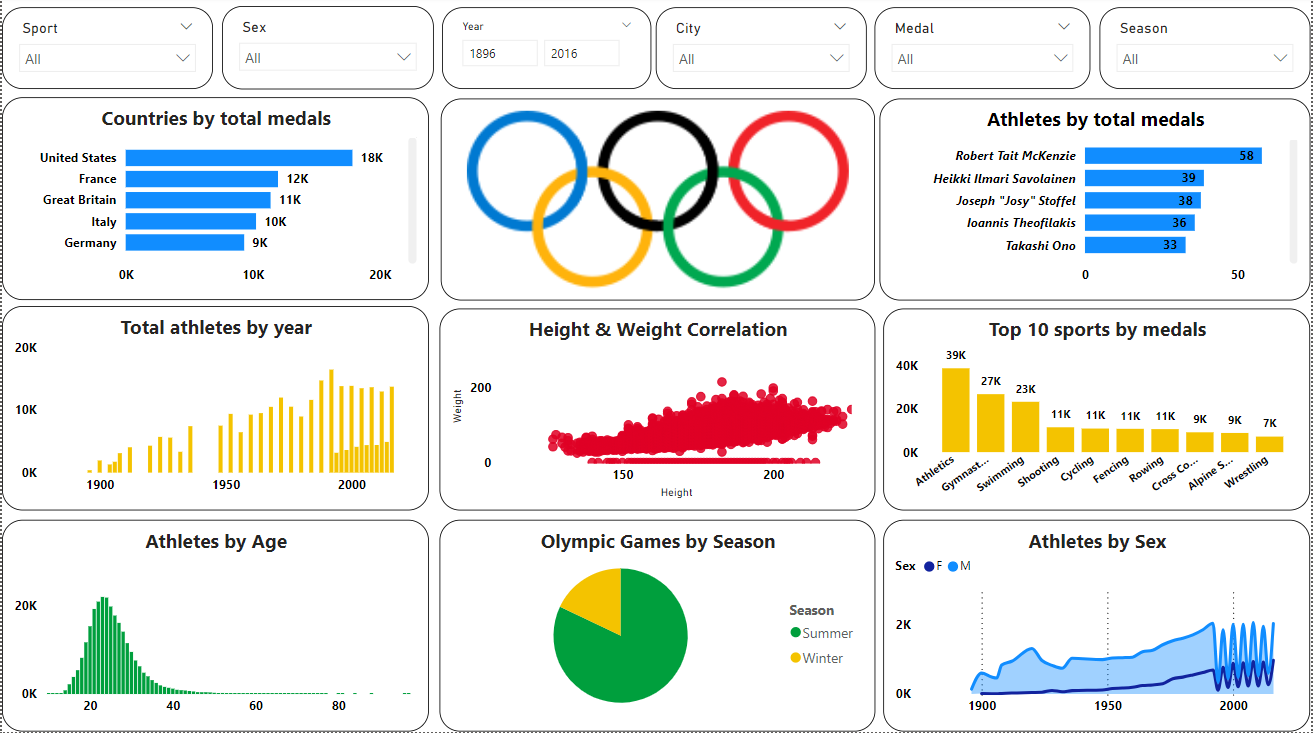 Sport
All
Sex
All
Year
1896 2016
City
All
Medal
All
Season
All
Countries by total medals
United States 18K
France 12K
Great Britain 11K
Italy 10K
Germany 9K
0K 10K 20K
Athletes by total medals
Robert Tait McKenzie 58
Heikki Ilmari Savolainen 39
Joseph "Josy" Stoffel 38
Ioannis Theofilakis 36
Takashi Ono 33
0 50
Total athletes by year
20K
10K
0K
1900 1950 2000
Height & Weight Correlation
Weight
200
0
150 200
Height
Top 10 sports by medals
40K
20K
0K
39K 27K 23K 11K 11K 11K 11K 9K 9K 7K
Athletics Gymnast... Swimming Shooting Cycling Fencing Rowing Cross Co... Alpine S... Wrestling
Athletes by Age
20K
0K
20 40 60 80
Olympic Games by Season
Season
Summer
Winter
Athletes by Sex
Sex F M
2K
0K
1900 1950 2000